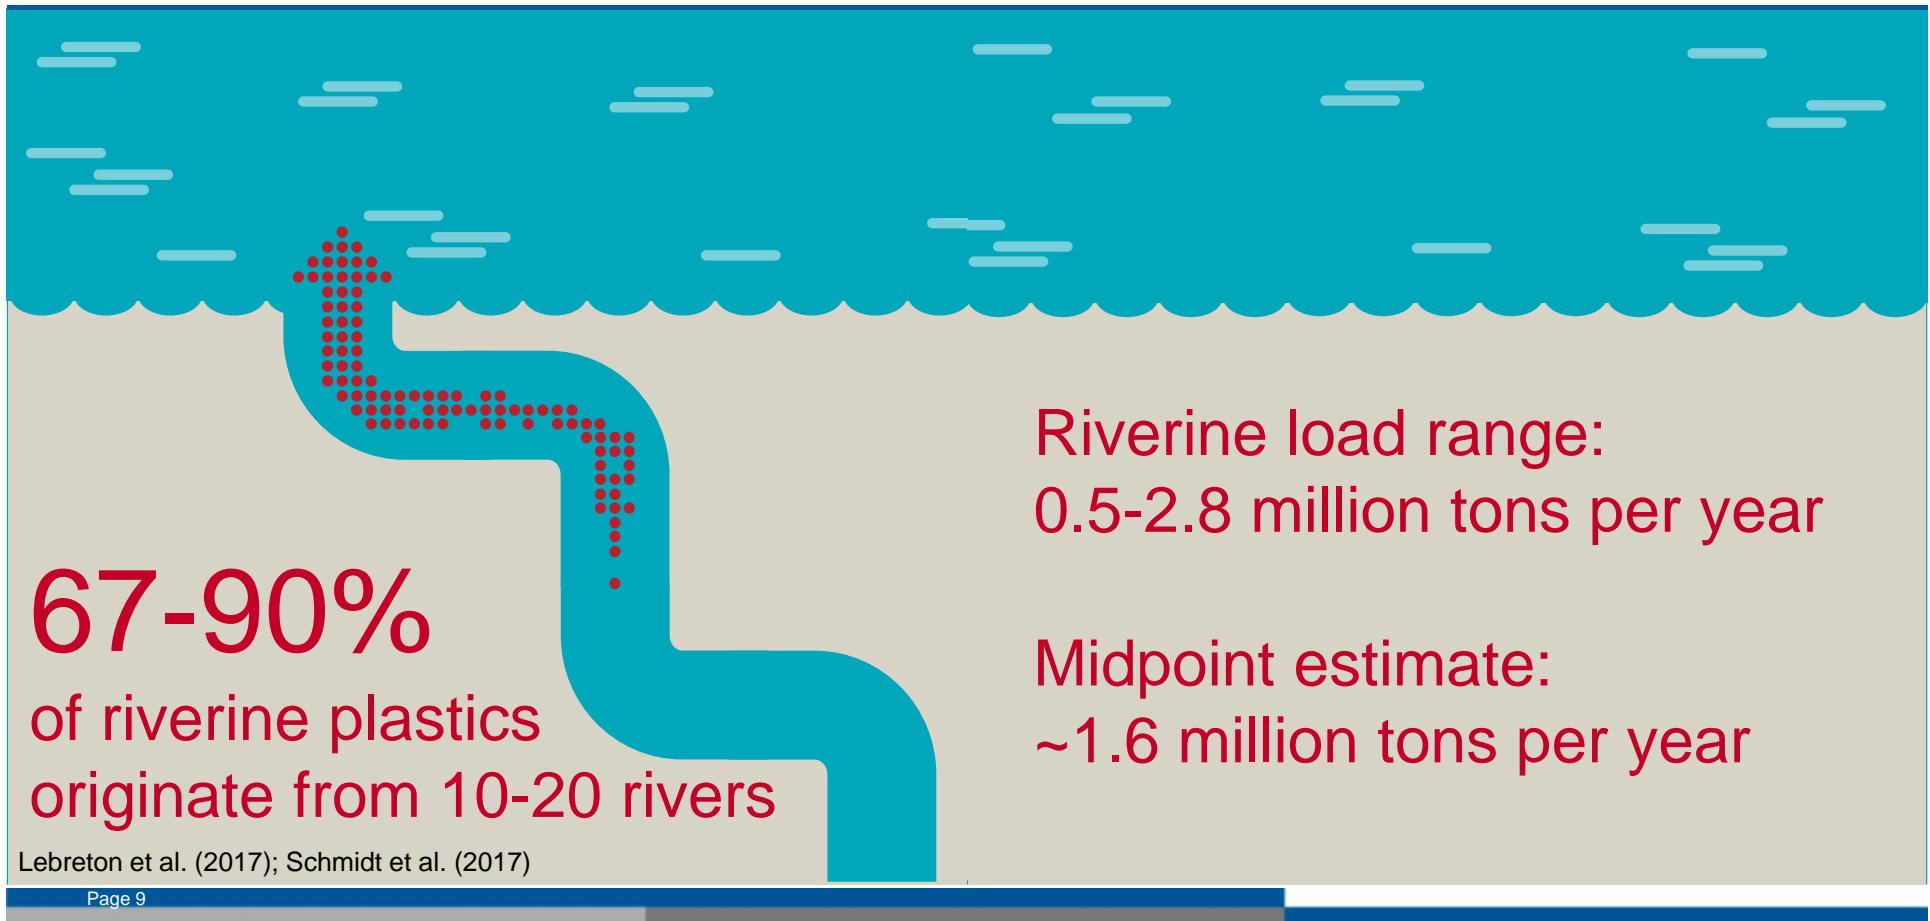 67-90%
of riverine plastics
originate from 10-20 rivers
Lebreton et al. (2017); Schmidt et al. (2017)
Riverine load range:
0.5-2.8 million tons per year
Midpoint estimate:
~1.6 million tons per year
Page 9